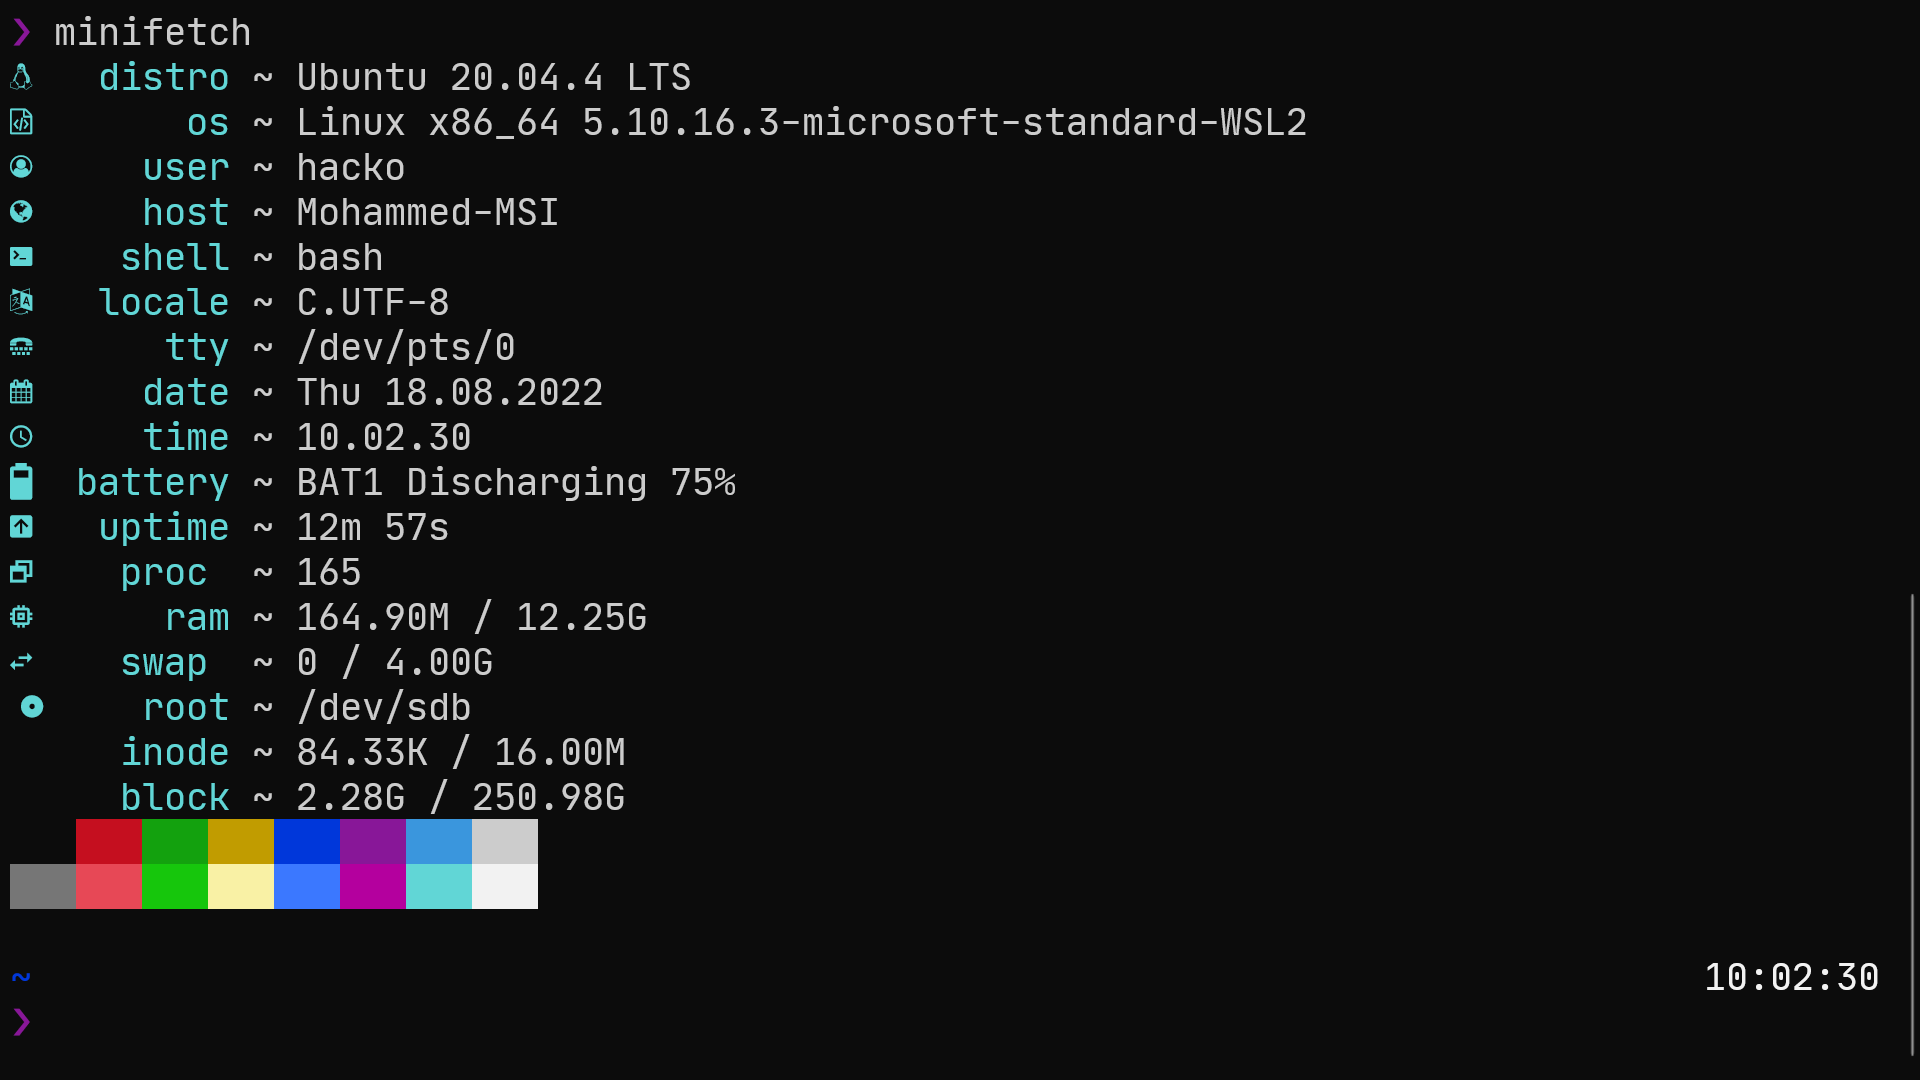 ❯ minifetch
distro ~ Ubuntu 20.04.4 LTS
os ~ Linux x86_64 5.10.16.3-microsoft-standard-WSL2
user ~ hacko
host ~ Mohammed-MSI
shell ~ bash
locale ~ C.UTF-8
tty ~ /dev/pts/0
date ~ Thu 18.08.2022
time ~ 10.02.30
battery ~ BAT1 Discharging 75%
uptime ~ 12m 57s
proc ~ 165
ram ~ 164.90M / 12.25G
swap ~ 0 / 4.00G
root ~ /dev/sdb
inode ~ 84.33K / 16.00M
block ~ 2.28G / 250.98G
~ 10:02:30
❯